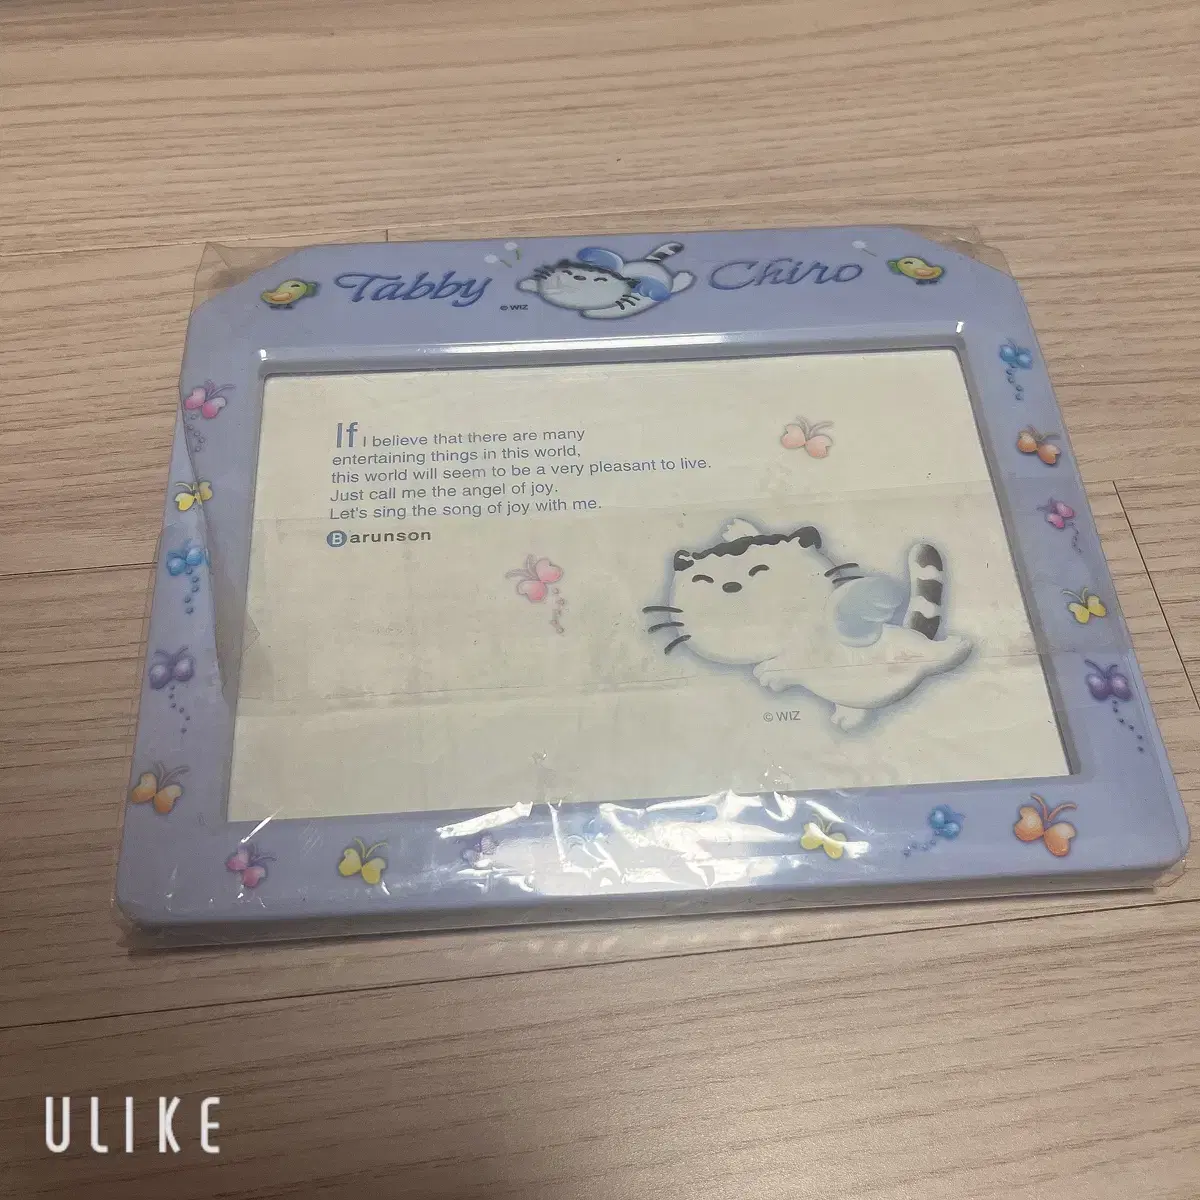 Tabby Chiro
© WIZ
If I believe that there are many
entertaining things in this world,
this world will seem to be a very pleasant to live.
Just call me the angel of joy.
Let's sing the song of joy with me.
Barunson
© WIZ
ULIKE